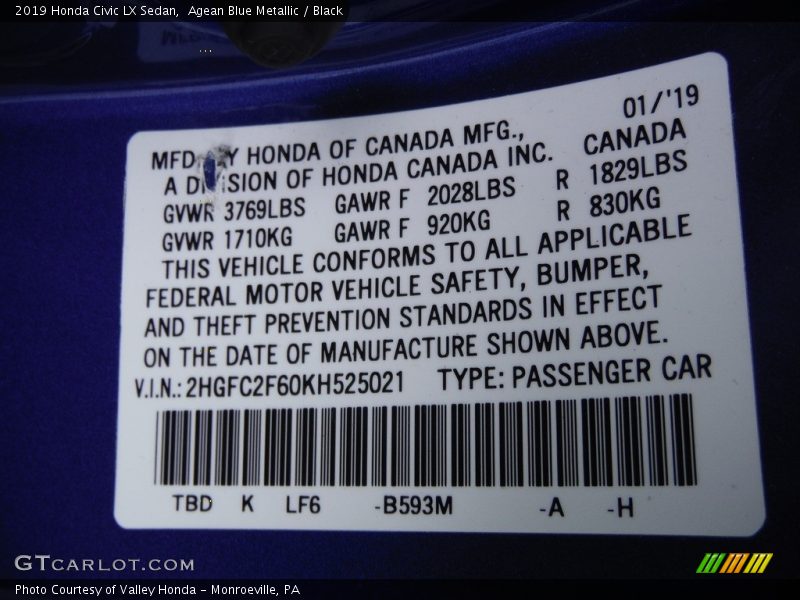 2019 Honda Civic LX Sedan,  Agean Blue Metallic / Black
01/'19
MFD Y HONDA OF CANADA MFG.,
A DIVISION OF HONDA CANADA INC. CANADA
GVWR 3769LBS GAWR F 2028LBS R 1829LBS
GVWR 1710KG GAWR F 920KG R 830KG
THIS VEHICLE CONFORMS TO ALL APPLICABLE
FEDERAL MOTOR VEHICLE SAFETY, BUMPER,
AND THEFT PREVENTION STANDARDS IN EFFECT
ON THE DATE OF MANUFACTURE SHOWN ABOVE.
V.I.N.: 2HGFC2F60KH525021 TYPE: PASSENGER CAR
TBD K LF6 -B593M -A -H
GTCARLOT.COM
Photo Courtesy of Valley Honda - Monroeville, PA